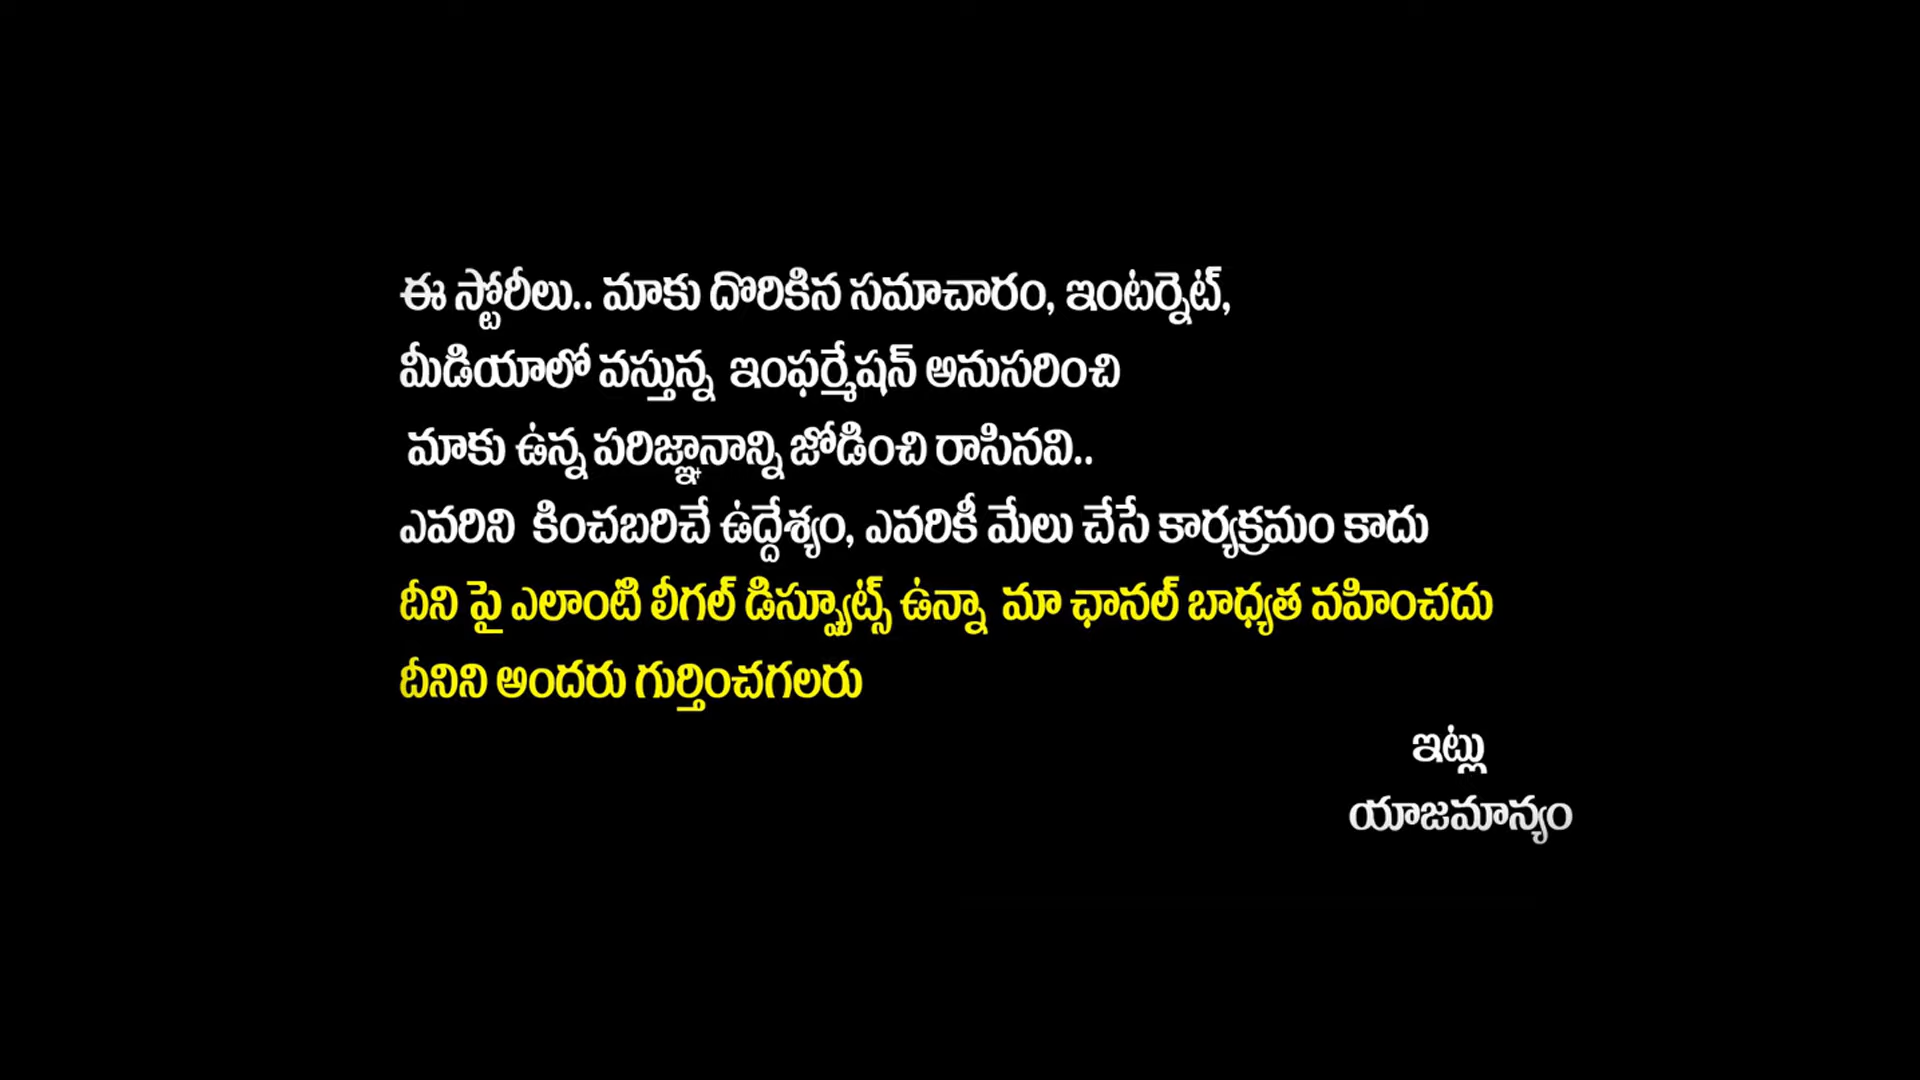 ఈ స్టోరీలు.. మాకు దొరికిన సమాచారం, ఇంటర్నెట్,
మీడియాలో వస్తున్న ఇంఫర్మేషన్ అనుసరించి
మాకు ఉన్న పరిజ్ఞానాన్ని జోడించి రాసినవి..
ఎవరిని కించబరిచే ఉద్దేశ్యం, ఎవరికీ మేలు చేసే కార్యక్రమం కాదు
దీని పై ఎలాంటి లీగల్ డిస్ప్యూట్స్ ఉన్నా మా ఛానల్ బాధ్యత వహించదు
దీనిని అందరు గుర్తించగలరు
ఇట్లు
యాజమాన్యం